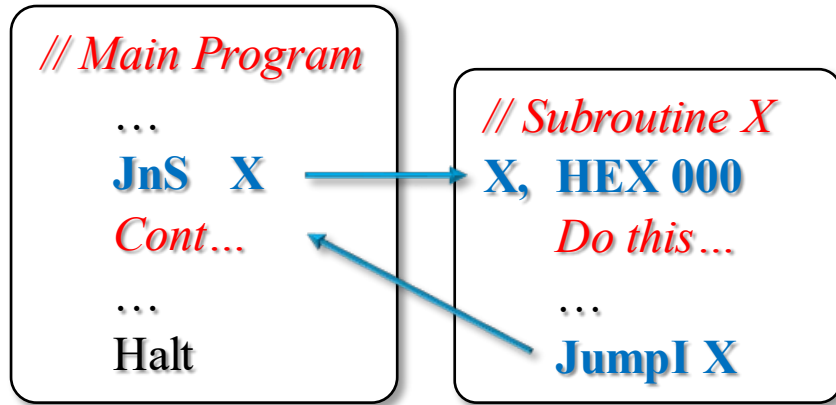 // Main Program
…
JnS X
Cont…
…
Halt
// Subroutine X
X, HEX 000
Do this…
…
JumpI X